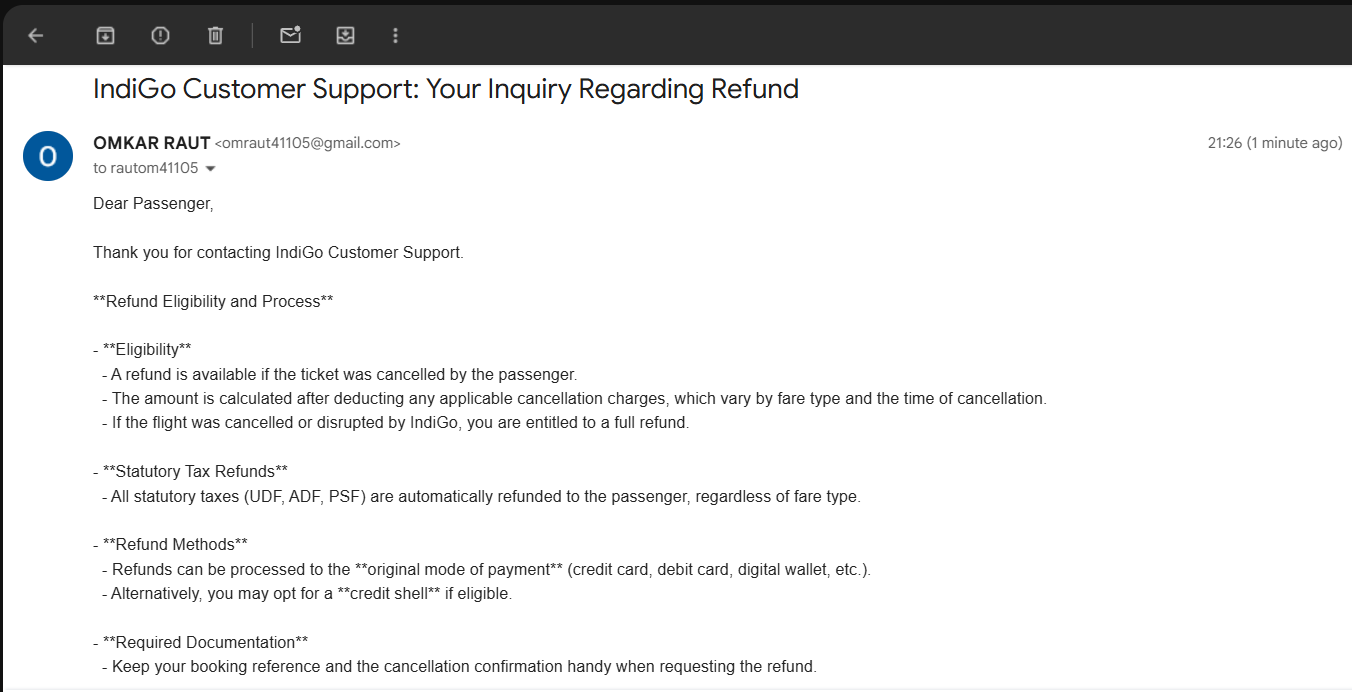 IndiGo Customer Support: Your Inquiry Regarding Refund
O
OMKAR RAUT <omraut41105@gmail.com>
21:26 (1 minute ago)
to rautom41105
Dear Passenger,
Thank you for contacting IndiGo Customer Support.
**Refund Eligibility and Process**
- **Eligibility**
- A refund is available if the ticket was cancelled by the passenger.
- The amount is calculated after deducting any applicable cancellation charges, which vary by fare type and the time of cancellation.
- If the flight was cancelled or disrupted by IndiGo, you are entitled to a full refund.
- **Statutory Tax Refunds**
- All statutory taxes (UDF, ADF, PSF) are automatically refunded to the passenger, regardless of fare type.
- **Refund Methods**
- Refunds can be processed to the **original mode of payment** (credit card, debit card, digital wallet, etc.).
- Alternatively, you may opt for a **credit shell** if eligible.
- **Required Documentation**
- Keep your booking reference and the cancellation confirmation handy when requesting the refund.